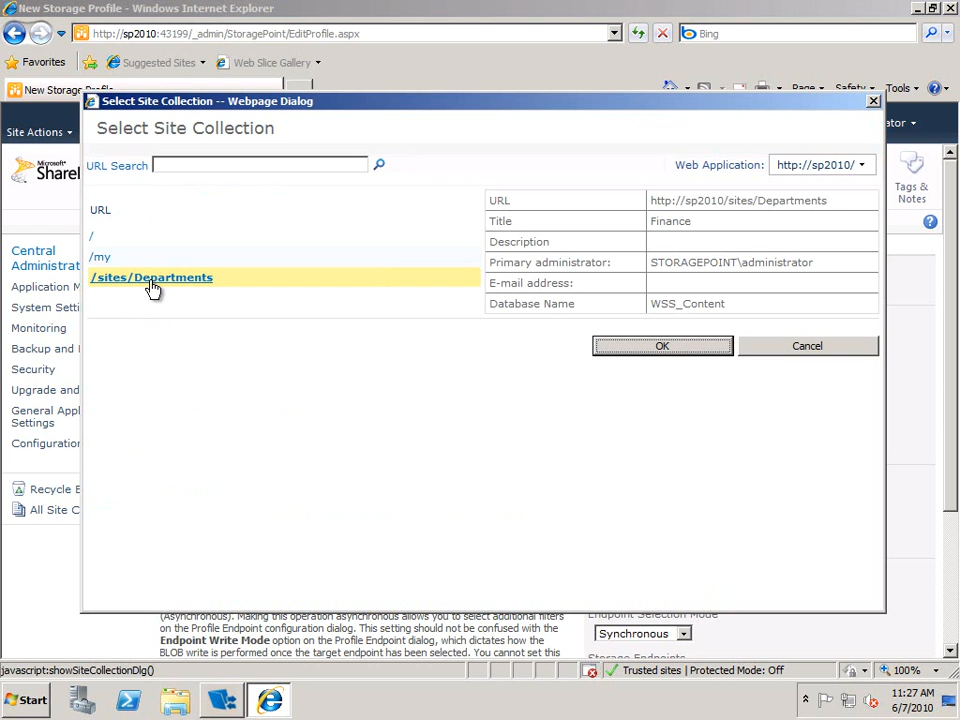 New Storage Profile - Windows Internet Explorer
http://sp2010:43199/_admin/StoragePoint/EditProfile.aspx
Bing
Favorites
Suggested Sites
Web Slice Gallery
New Storage Prof
Page
Safety
Tools
Select Site Collection -- Webpage Dialog
Site Actions
ator
Select Site Collection
URL Search
Web Application:
http://sp2010/
Microsoft
ShareP
Tags & Notes
URL
/
/my
/sites/Departments
URL http://sp2010/sites/Departments
Title Finance
Description
Primary administrator: STORAGEPOINT\administrator
E-mail address:
Database Name WSS_Content
OK
Cancel
Central
Administrat
Application M
System Setti
Monitoring
Backup and
Security
Upgrade and
General Appl
Settings
Configuration
Recycle B
All Site C
(Asynchronous). Making this operation asynchronous allows you to select additional filters
on the Profile Endpoint configuration dialog. This setting should not be confused with the
Endpoint Write Mode option on the Profile Endpoint dialog, which dictates how the
BLOB write is performed once the target endpoint has been selected. You cannot set this
Endpoint Selection Mode
Synchronous
Storage Endpoints
javascript:showSiteCollectionDlg()
Trusted sites | Protected Mode: Off
100%
Start
11:27 AM
6/7/2010